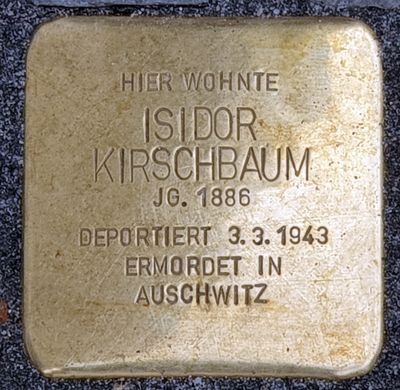 HIER WOHNTE
ISIDOR
KIRSCHBAUM
JG. 1886
DEPORTIERT 3.3.1943
ERMORDET IN
AUSCHWITZ